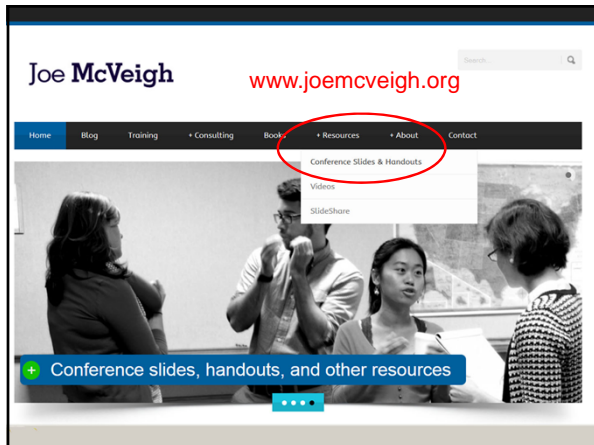 Search...
Joe McVeigh
www.joemcveigh.org
Home Blog Training + Consulting Books + Resources + About Contact
Conference Slides & Handouts
Videos
SlideShare
+ Conference slides, handouts, and other resources